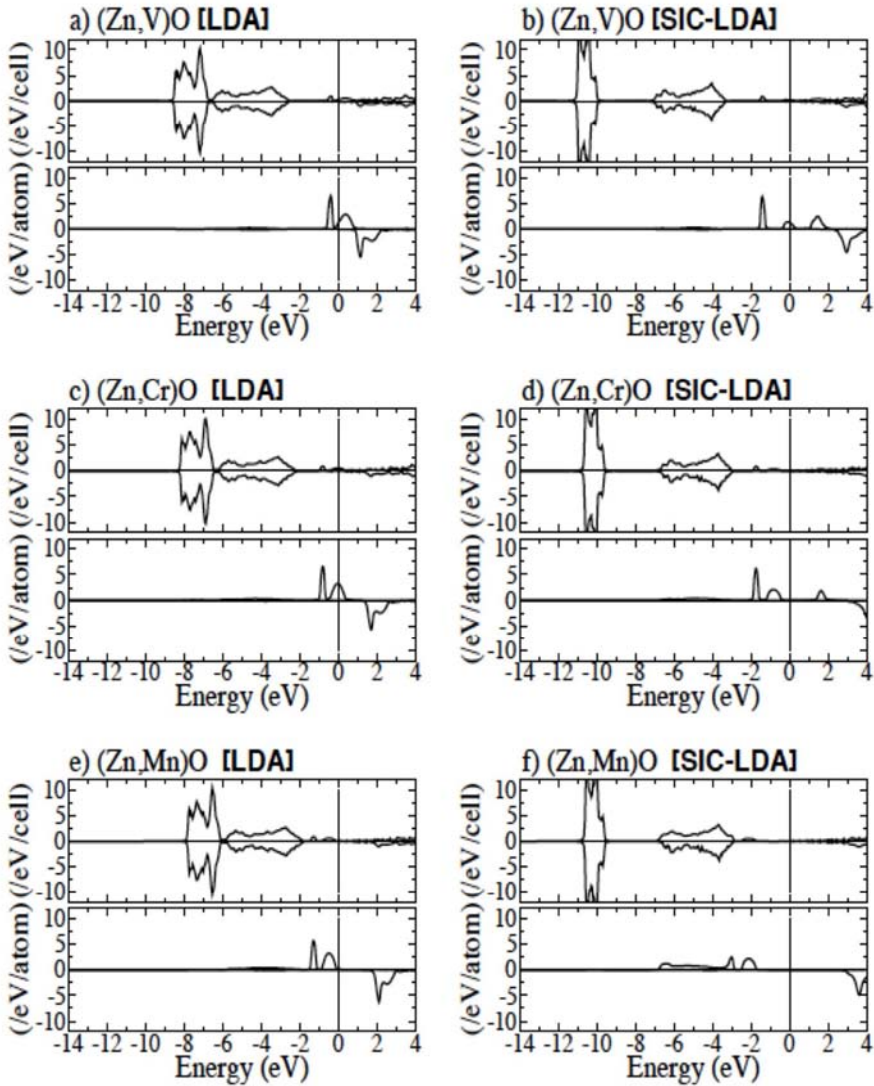 a) (Zn,V)O [LDA]
b) (Zn,V)O [SIC-LDA]
(/eV/atom) (/eV/cell)
10
5
0
-5
-10
10
5
0
-5
-10
-14 -12 -10 -8 -6 -4 -2 0 2 4
Energy (eV)
(/eV/atom) (/eV/cell)
10
5
0
-5
-10
10
5
0
-5
-10
-14 -12 -10 -8 -6 -4 -2 0 2 4
Energy (eV)
c) (Zn,Cr)O [LDA]
d) (Zn,Cr)O [SIC-LDA]
(/eV/atom) (/eV/cell)
10
5
0
-5
-10
10
5
0
-5
-10
-14 -12 -10 -8 -6 -4 -2 0 2 4
Energy (eV)
(/eV/atom) (/eV/cell)
10
5
0
-5
-10
10
5
0
-5
-10
-14 -12 -10 -8 -6 -4 -2 0 2 4
Energy (eV)
e) (Zn,Mn)O [LDA]
f) (Zn,Mn)O [SIC-LDA]
(/eV/atom) (/eV/cell)
10
5
0
-5
-10
10
5
0
-5
-10
-14 -12 -10 -8 -6 -4 -2 0 2 4
Energy (eV)
(/eV/atom) (/eV/cell)
10
5
0
-5
-10
10
5
0
-5
-10
-14 -12 -10 -8 -6 -4 -2 0 2 4
Energy (eV)